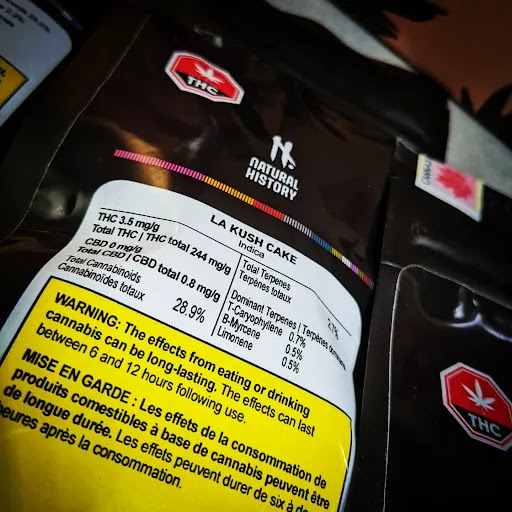 THC
NATURAL
HISTORY
LA KUSH CAKE
Indica
THC 3.5 mg/g
Total THC | THC total 244 mg/g
CBD 0 mg/g
Total CBD / CBD total 0.8 mg/g
Total Cannabinoids
Cannabinoïdes totaux
28.9%
Total Terpenes
Terpènes totaux
Dominant Terpenes | Terpènes dominants
T-Caryophyllene 0.7%
B-Myrcene 0.5%
Limonene 0.5%
WARNING: The effects from eating or drinking
cannabis can be long-lasting. The effects can last
between 6 and 12 hours following use.
MISE EN GARDE : Les effets de la consommation de
produits comestibles à base de cannabis peuvent être
de longue durée. Les effets peuvent durer de six à
heures après la consommation.
THC